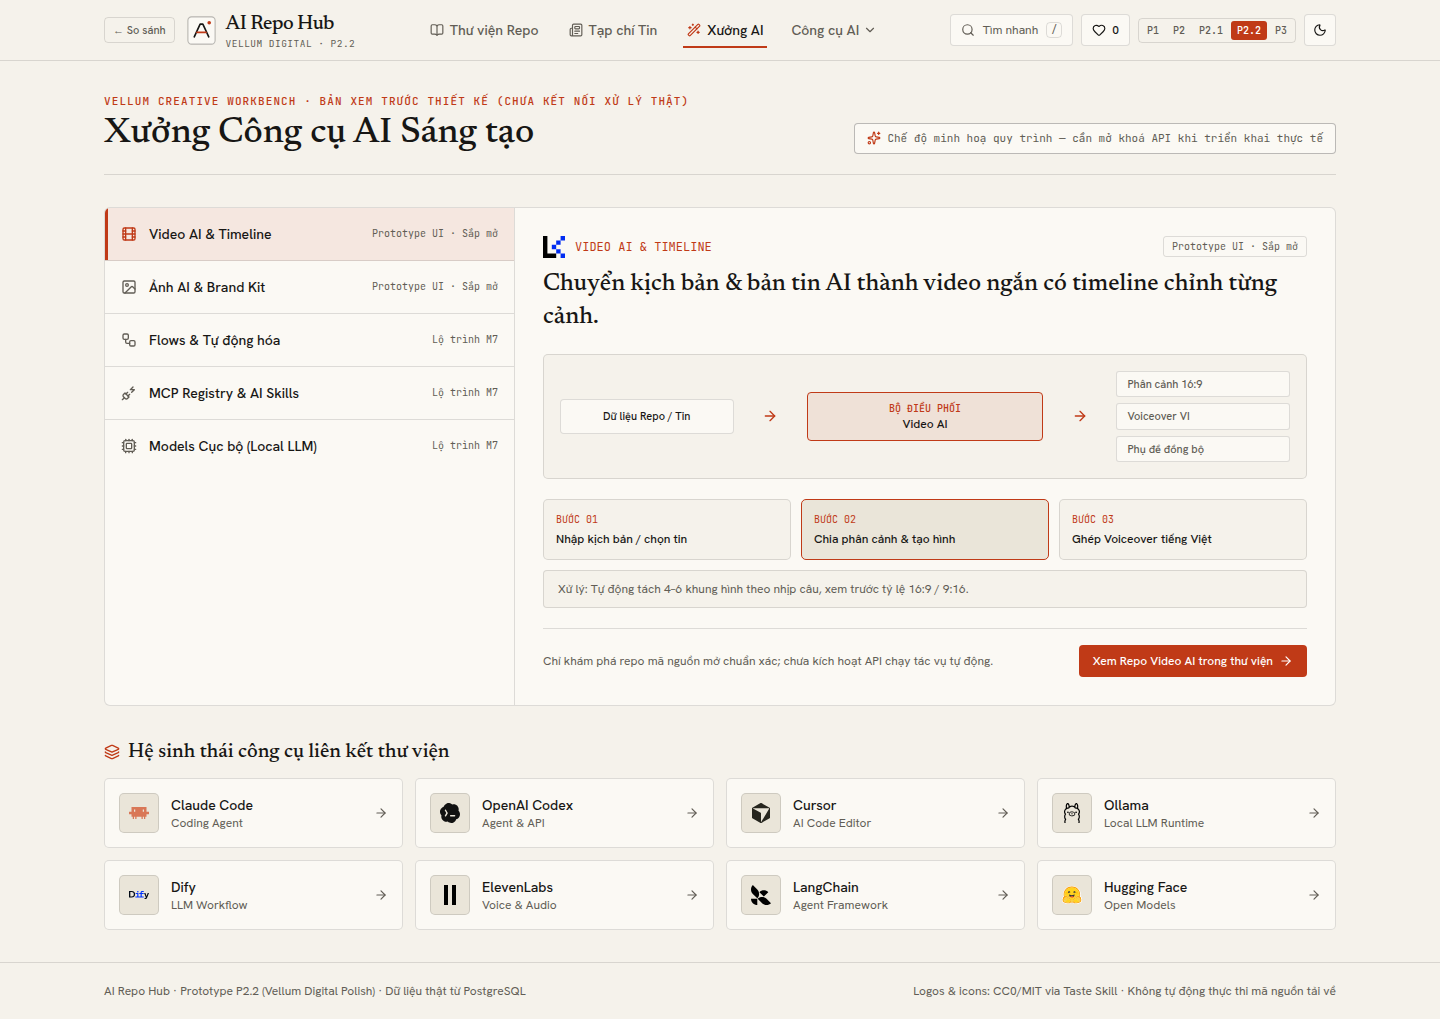 ← So sánh
AI Repo Hub
VELLUM DIGITAL · P2.2
Thư viện Repo
Tạp chí Tin
Xưởng AI
Công cụ AI
Tìm nhanh /
0
P1 P2 P2.1 P2.2 P3
VELLUM CREATIVE WORKBENCH · BẢN XEM TRƯỚC THIẾT KẾ (CHƯA KẾT NỐI XỬ LÝ THẬT)
Xưởng Công cụ AI Sáng tạo
Chế độ minh hoạ quy trình — cần mở khoá API khi triển khai thực tế
Video AI & Timeline
Prototype UI · Sắp mở
Ảnh AI & Brand Kit
Prototype UI · Sắp mở
Flows & Tự động hóa
Lộ trình M7
MCP Registry & AI Skills
Lộ trình M7
Models Cục bộ (Local LLM)
Lộ trình M7
VIDEO AI & TIMELINE
Prototype UI · Sắp mở
Chuyển kịch bản & bản tin AI thành video ngắn có timeline chỉnh từng
cảnh.
Dữ liệu Repo / Tin
BỘ ĐIỀU PHỐI
Video AI
Phân cảnh 16:9
Voiceover VI
Phụ đề đồng bộ
BƯỚC 01
Nhập kịch bản / chọn tin
BƯỚC 02
Chia phân cảnh & tạo hình
BƯỚC 03
Ghép Voiceover tiếng Việt
Xử lý: Tự động tách 4–6 khung hình theo nhịp câu, xem trước tỷ lệ 16:9 / 9:16.
Chỉ khám phá repo mã nguồn mở chuẩn xác; chưa kích hoạt API chạy tác vụ tự động.
Xem Repo Video AI trong thư viện
Hệ sinh thái công cụ liên kết thư viện
Claude Code
Coding Agent
OpenAI Codex
Agent & API
Cursor
AI Code Editor
Ollama
Local LLM Runtime
Dify
Dify
LLM Workflow
ElevenLabs
Voice & Audio
LangChain
Agent Framework
Hugging Face
Open Models
AI Repo Hub · Prototype P2.2 (Vellum Digital Polish) · Dữ liệu thật từ PostgreSQL
Logos & icons: CC0/MIT via Taste Skill · Không tự động thực thi mã nguồn tải về